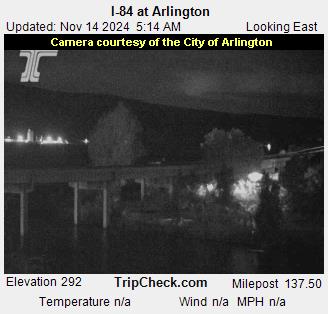 I-84 at Arlington
Updated: Nov 14 2024 5:14 AM Looking East
Camera courtesy of the City of Arlington
Elevation 292 TripCheck.com Milepost 137.50
Temperature n/a Wind n/a MPH n/a